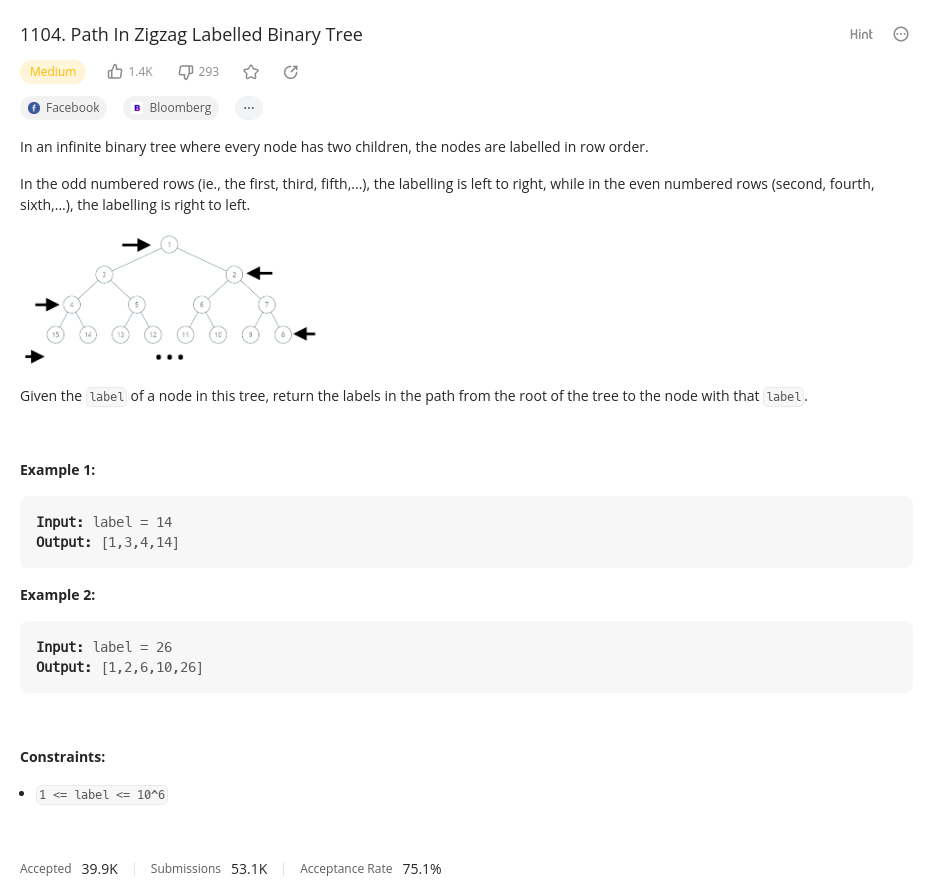 1104. Path In Zigzag Labelled Binary Tree
Hint
Medium 1.4K 293
Facebook B Bloomberg ...
In an infinite binary tree where every node has two children, the nodes are labelled in row order.
In the odd numbered rows (ie., the first, third, fifth,...), the labelling is left to right, while in the even numbered rows (second, fourth,
sixth,...), the labelling is right to left.
1
3 2
4 5 6 7
15 14 13 12 11 10 9 8
...
Given the label of a node in this tree, return the labels in the path from the root of the tree to the node with that label.
Example 1:
Input: label = 14
Output: [1,3,4,14]
Example 2:
Input: label = 26
Output: [1,2,6,10,26]
Constraints:
• 1 <= label <= 10^6
Accepted 39.9K Submissions 53.1K Acceptance Rate 75.1%